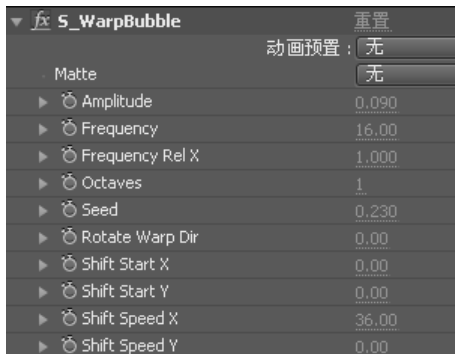 fx S_WarpBubble 重置
动画预置： 无
Matte 无
Amplitude 0.090
Frequency 16.00
Frequency Rel X 1.000
Octaves 1
Seed 0.230
Rotate Warp Dir 0.00
Shift Start X 0.00
Shift Start Y 0.00
Shift Speed X 36.00
Shift Speed Y 0.00